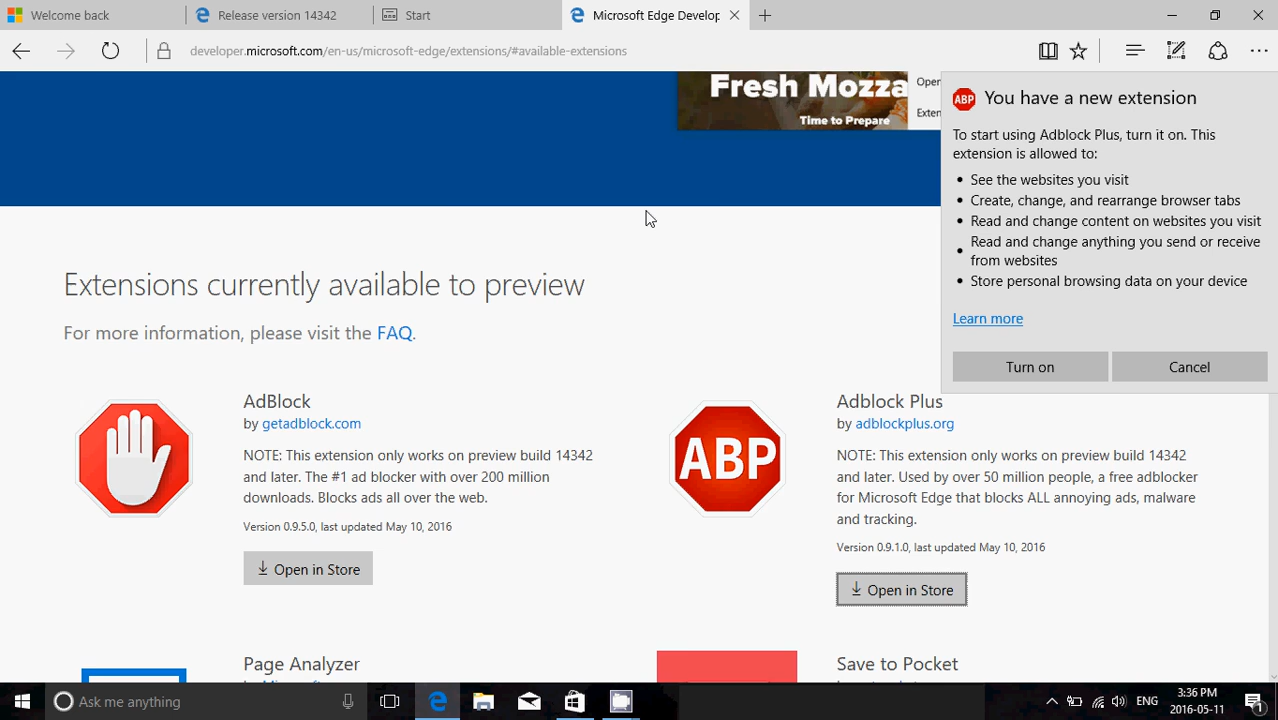 Welcome back
Release version 14342
Start
Microsoft Edge Develop
developer.microsoft.com/en-us/microsoft-edge/extensions/#available-extensions
Fresh Mozza
Time to Prepare
Open
Exten
ABP
You have a new extension
To start using Adblock Plus, turn it on. This
extension is allowed to:
• See the websites you visit
• Create, change, and rearrange browser tabs
• Read and change content on websites you visit
• Read and change anything you send or receive
from websites
• Store personal browsing data on your device
Learn more
Turn on
Cancel
Extensions currently available to preview
For more information, please visit the FAQ.
AdBlock
by getadblock.com
NOTE: This extension only works on preview build 14342
and later. The #1 ad blocker with over 200 million
downloads. Blocks ads all over the web.
Version 0.9.5.0, last updated May 10, 2016
Open in Store
ABP
Adblock Plus
by adblockplus.org
NOTE: This extension only works on preview build 14342
and later. Used by over 50 million people, a free adblocker
for Microsoft Edge that blocks ALL annoying ads, malware
and tracking.
Version 0.9.1.0, last updated May 10, 2016
Open in Store
Page Analyzer
Save to Pocket
Ask me anything
ENG
3:36 PM
2016-05-11
1